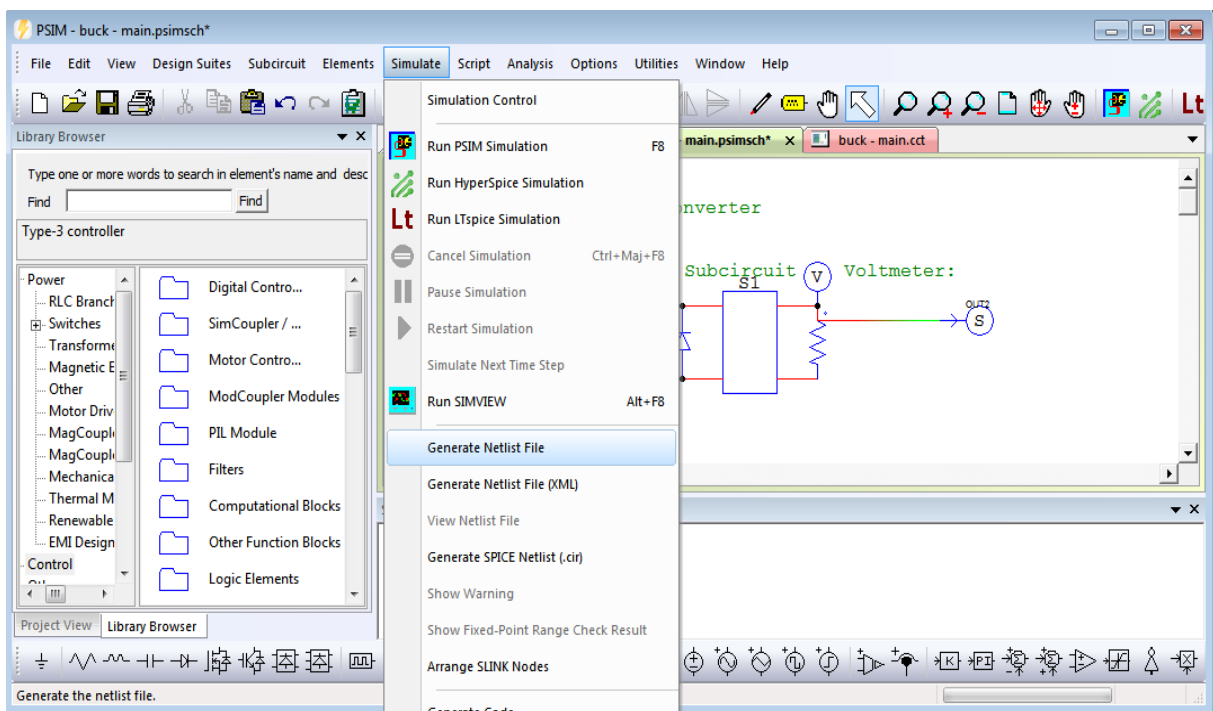 PSIM - buck - main.psimsch*
File Edit View Design Suites Subcircuit Elements Simulate Script Analysis Options Utilities Window Help
Lt
Library Browser
Type one or more words to search in element's name and desc
Find
Find
Type-3 controller
Power
RLC Branch
Switches
Transforme
Magnetic E
Other
Motor Driv
MagCouple
MagCouple
Mechanica
Thermal M
Renewable
EMI Design
Control
Digital Contro...
SimCoupler / ...
Motor Contro...
ModCoupler Modules
PIL Module
Filters
Computational Blocks
Other Function Blocks
Logic Elements
Project View Library Browser
Simulation Control
Run PSIM Simulation F8
Run HyperSpice Simulation
Lt Run LTspice Simulation
Cancel Simulation Ctrl+Maj+F8
Pause Simulation
Restart Simulation
Simulate Next Time Step
Run SIMVIEW Alt+F8
Generate Netlist File
Generate Netlist File (XML)
View Netlist File
Generate SPICE Netlist (.cir)
Show Warning
Show Fixed-Point Range Check Result
Arrange SLINK Nodes
Generate Code
main.psimsch* buck - main.cct
nverter
Subcircuit V Voltmeter:
S1
OUT2
S
K PI
Generate the netlist file.